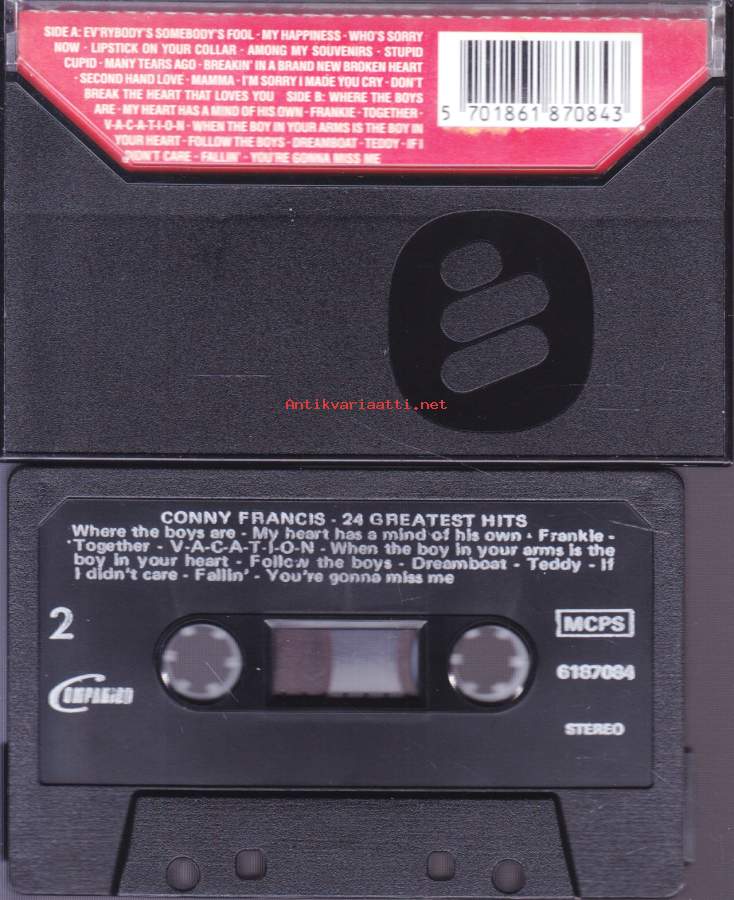 SIDE A: EV'RYBODY'S SOMEBODY'S FOOL - MY HAPPINESS - WHO'S SORRY
NOW - LIPSTICK ON YOUR COLLAR - AMONG MY SOUVENIRS - STUPID
CUPID - MANY TEARS AGO - BREAKIN' IN A BRAND NEW BROKEN HEART
- SECOND HAND LOVE - MAMMA - I'M SORRY I MADE YOU CRY - DON'T
BREAK THE HEART THAT LOVES YOU SIDE B: WHERE THE BOYS
ARE - MY HEART HAS A MIND OF HIS OWN - FRANKIE - TOGETHER -
V-A-C-A-T-I-O-N - WHEN THE BOY IN YOUR ARMS IS THE BOY IN
YOUR HEART - FOLLOW THE BOYS - DREAMBOAT - TEDDY - IF I
DIDN'T CARE - FALLIN' - YOU'RE GONNA MISS ME
5 701861 870843
Antikvariaatti.net
CONNY FRANCIS - 24 GREATEST HITS
Where the boys are - My heart has a mind of his own - Frankie -
Together - V-A-C-A-T-I-O-N - When the boy in your arms is the
boy in your heart - Follow the boys - Dreamboat - Teddy - If
I didn't care - Fallin' - You're gonna miss me
2
MCPS
6187084
STEREO